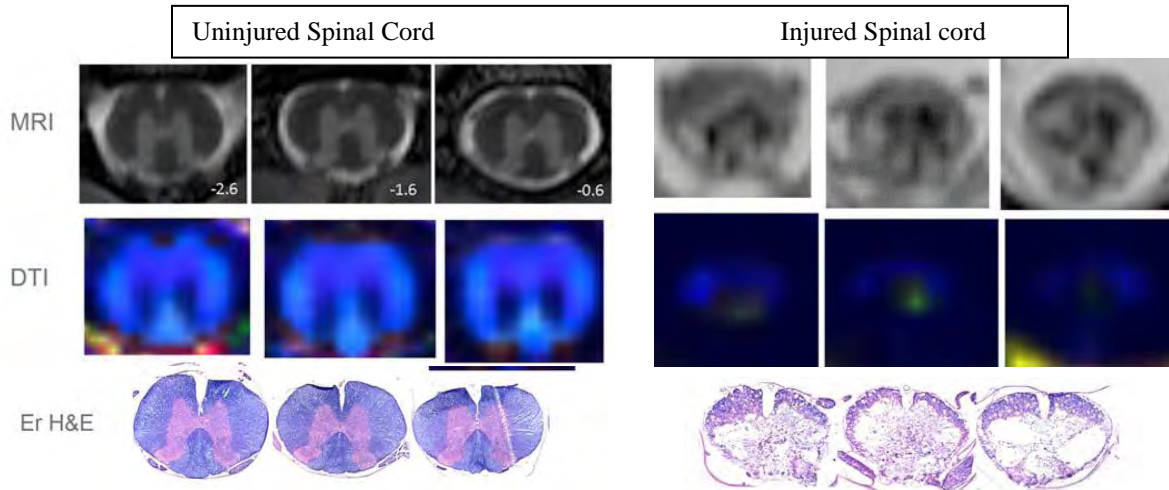 Uninjured Spinal Cord
Injured Spinal cord
MRI
-2.6
-1.6
-0.6
DTI
Er H&E